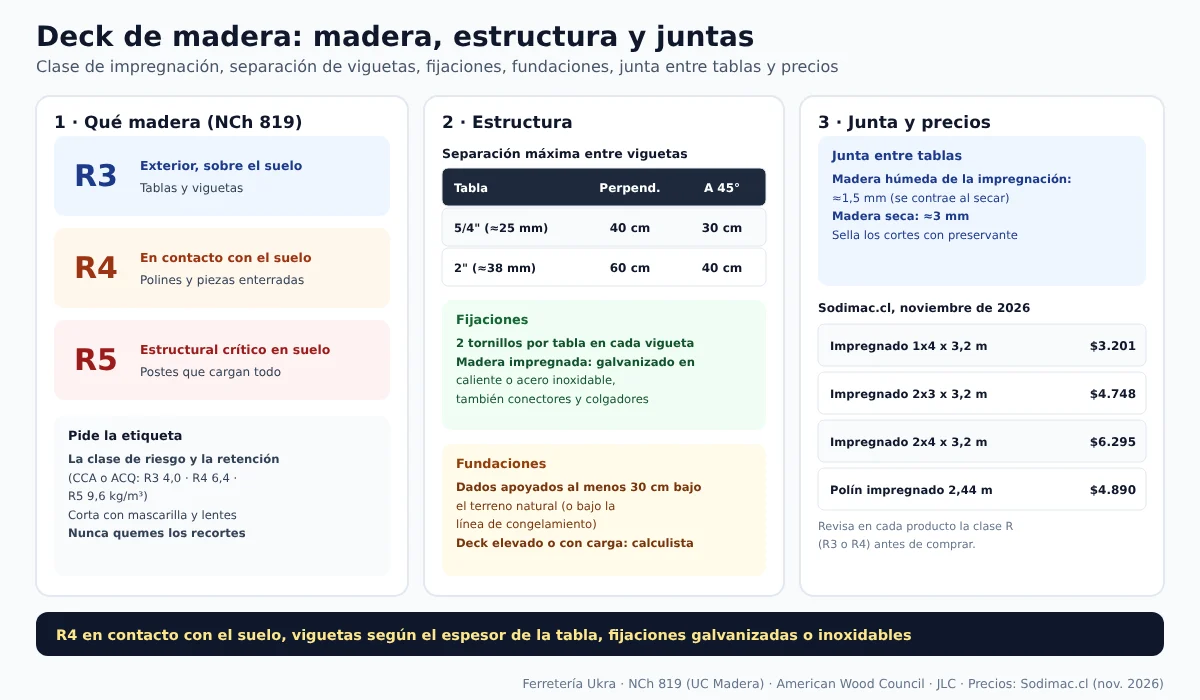 Deck de madera: madera, estructura y juntas
Clase de impregnación, separación de viguetas, fijaciones, fundaciones, junta entre tablas y precios
1 · Qué madera (NCh 819)
R3
Exterior, sobre el suelo
Tablas y viguetas
R4
En contacto con el suelo
Polines y piezas enterradas
R5
Estructural crítico en suelo
Postes que cargan todo
Pide la etiqueta
La clase de riesgo y la retención
(CCA o ACQ: R3 4,0 · R4 6,4 ·
R5 9,6 kg/m³)
Corta con mascarilla y lentes
Nunca quemes los recortes
2 · Estructura
Separación máxima entre viguetas
Tabla Perpend. A 45°
5/4" (≈25 mm) 40 cm 30 cm
2" (≈38 mm) 60 cm 40 cm
Fijaciones
2 tornillos por tabla en cada vigueta
Madera impregnada: galvanizado en
caliente o acero inoxidable,
también conectores y colgadores
Fundaciones
Dados apoyados al menos 30 cm bajo
el terreno natural (o bajo la
línea de congelamiento)
Deck elevado o con carga: calculista
3 · Junta y precios
Junta entre tablas
Madera húmeda de la impregnación:
≈1,5 mm (se contrae al secar)
Madera seca: ≈3 mm
Sella los cortes con preservante
Sodimac.cl, noviembre de 2026
Impregnado 1x4 x 3,2 m $3.201
Impregnado 2x3 x 3,2 m $4.748
Impregnado 2x4 x 3,2 m $6.295
Polín impregnado 2,44 m $4.890
Revisa en cada producto la clase R
(R3 o R4) antes de comprar.
R4 en contacto con el suelo, viguetas según el espesor de la tabla, fijaciones galvanizadas o inoxidables
Ferretería Ukra · NCh 819 (UC Madera) · American Wood Council · JLC · Precios: Sodimac.cl (nov. 2026)